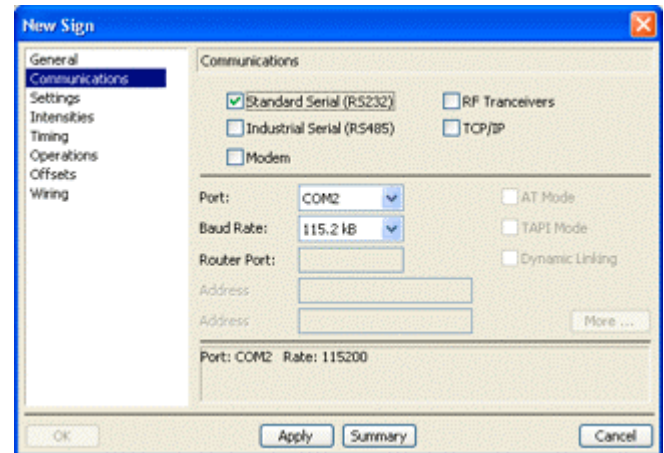 New Sign
General
Communications
Settings
Intensities
Timing
Operations
Offsets
Wiring
Communications
Standard Serial (RS232)
RF Tranceivers
Industrial Serial (RS485)
TCP/IP
Modem
Port: COM2
AT Mode
Baud Rate: 115.2 kB
TAPI Mode
Router Port:
Dynamic Linking
Address
Address
More ...
Port: COM2 Rate: 115200
OK
Apply
Summary
Cancel